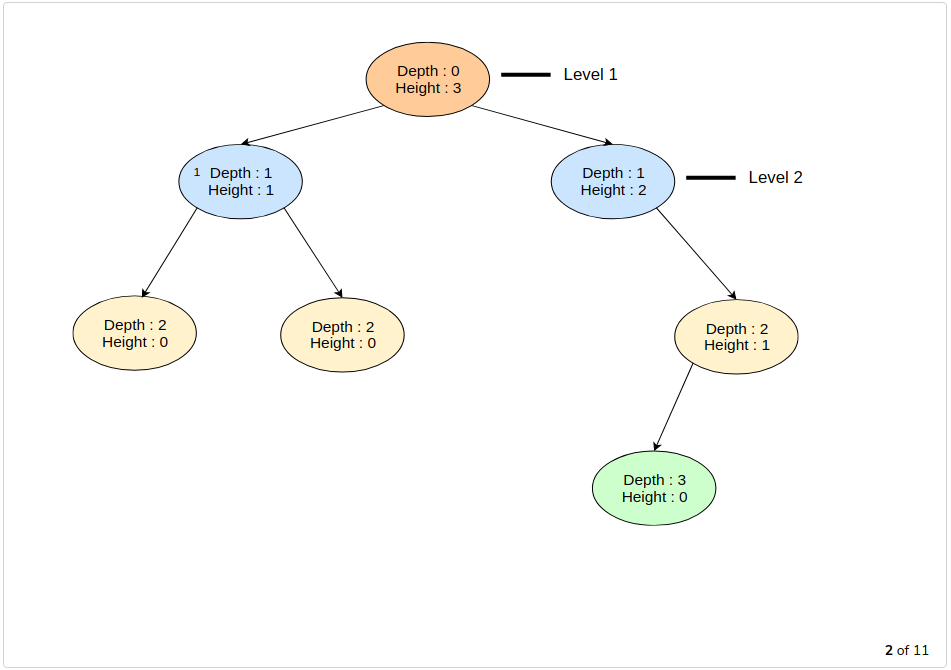 Depth : 0
Height : 3
Level 1
1 Depth : 1
Height : 1
Depth : 1
Height : 2
Level 2
Depth : 2
Height : 0
Depth : 2
Height : 0
Depth : 2
Height : 1
Depth : 3
Height : 0
2 of 11